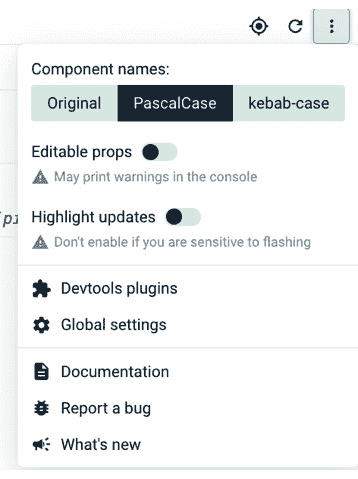 Component names:
Original PascalCase kebab-case
Editable props
May print warnings in the console
Highlight updates
Don't enable if you are sensitive to flashing
Devtools plugins
Global settings
Documentation
Report a bug
What's new